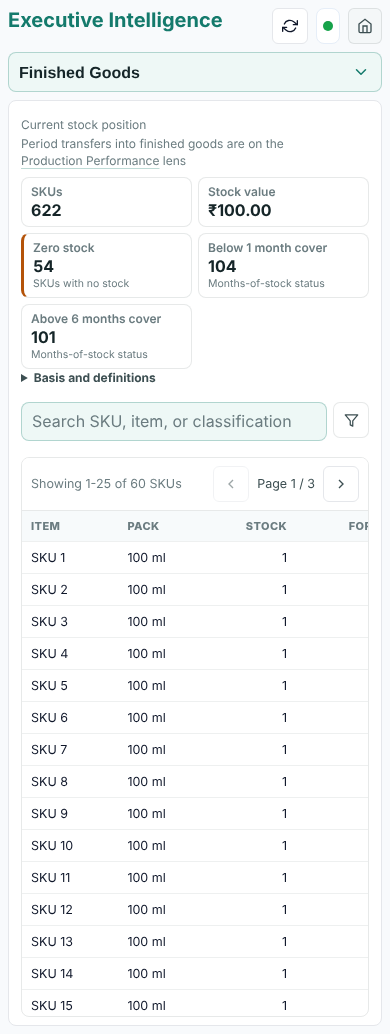 Executive Intelligence
Finished Goods
Current stock position
Period transfers into finished goods are on the
Production Performance lens
SKUs
622
Stock value
₹100.00
Zero stock
54
SKUs with no stock
Below 1 month cover
104
Months-of-stock status
Above 6 months cover
101
Months-of-stock status
Basis and definitions
Search SKU, item, or classification
Showing 1-25 of 60 SKUs
Page 1 / 3
ITEM PACK STOCK
SKU 1 100 ml 1
SKU 2 100 ml 1
SKU 3 100 ml 1
SKU 4 100 ml 1
SKU 5 100 ml 1
SKU 6 100 ml 1
SKU 7 100 ml 1
SKU 8 100 ml 1
SKU 9 100 ml 1
SKU 10 100 ml 1
SKU 11 100 ml 1
SKU 12 100 ml 1
SKU 13 100 ml 1
SKU 14 100 ml 1
SKU 15 100 ml 1